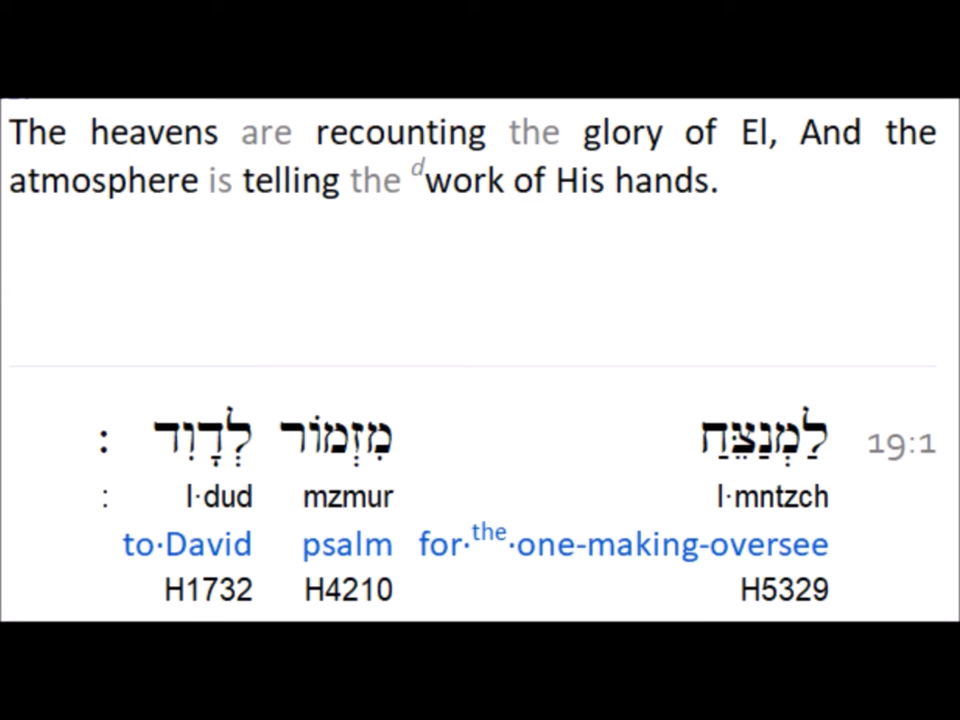 The heavens are recounting the glory of El, And the
atmosphere is telling the dwork of His hands.
19:1 לַמְנַצֵּחַ מִזְמוֹר לְדָוִד :
l·mntzch mzmur l·dud :
for·the·one-making-oversee psalm to·David
H5329 H4210 H1732